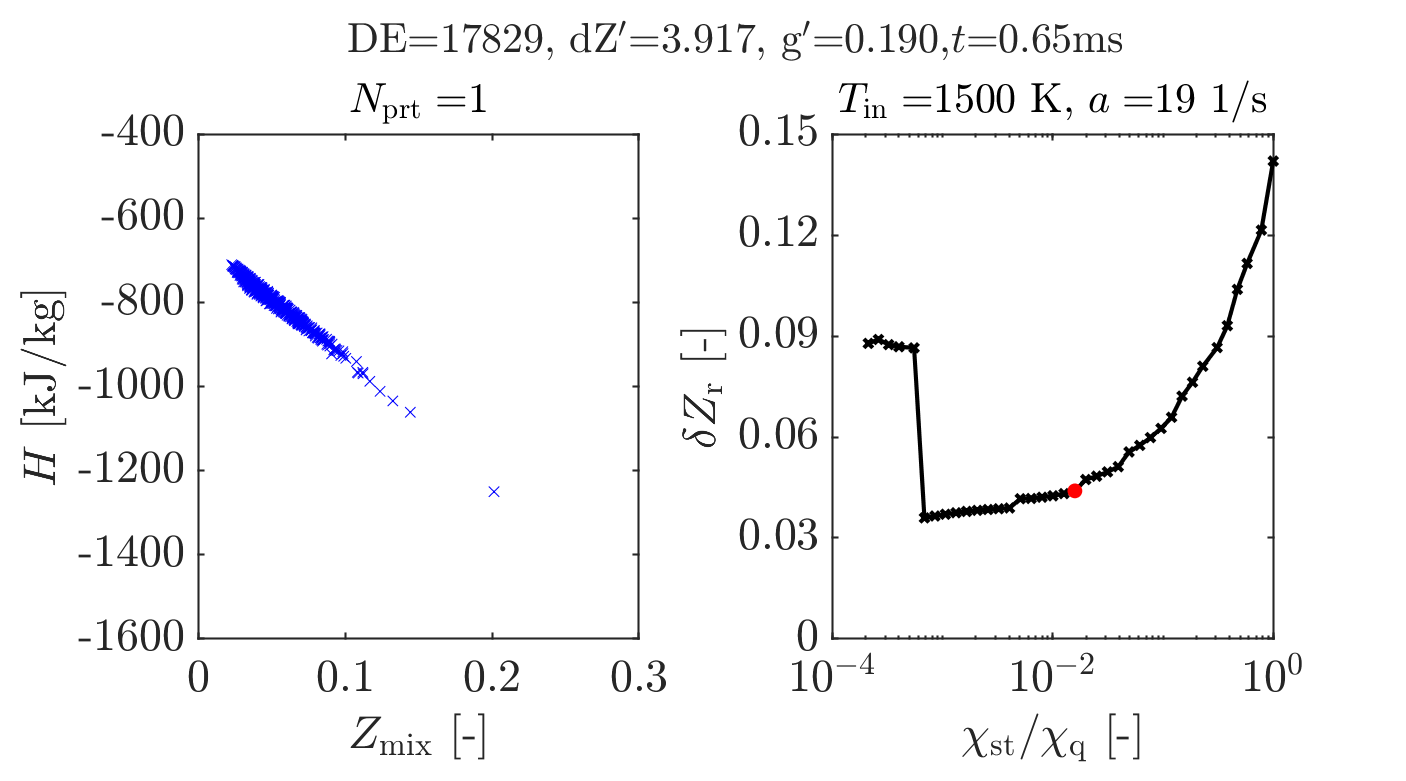 DE=17829, dZ′=3.917, g′=0.190,t=0.65ms
N_prt =1
-400
-600
-800
-1000
-1200
-1400
-1600
0
0.1
0.2
0.3
H [kJ/kg]
Z_mix [-]
T_in =1500 K, a =19 1/s
0.15
0.12
0.09
0.06
0.03
0
10⁻⁴
10⁻²
10⁰
δZ_r [-]
χ_st/χ_q [-]